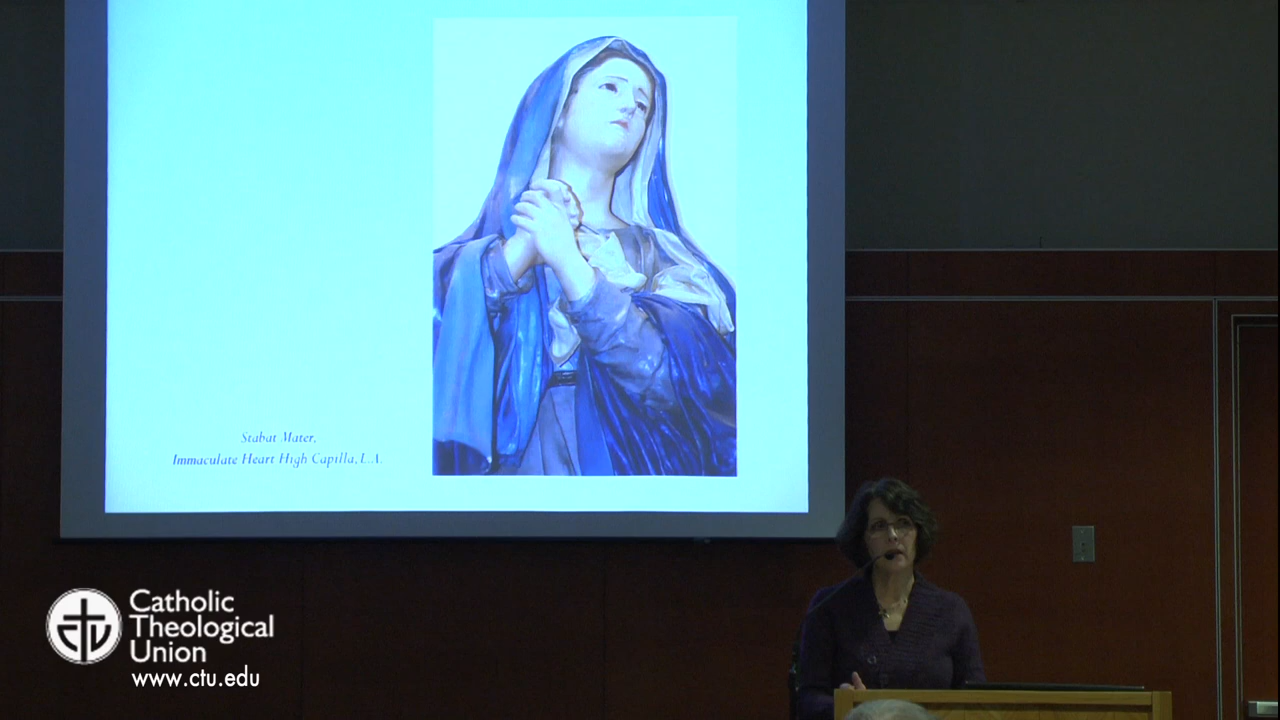 Stabat Mater,
Immaculate Heart High Capilla, L.A.
Catholic
Theological
Union
www.ctu.edu